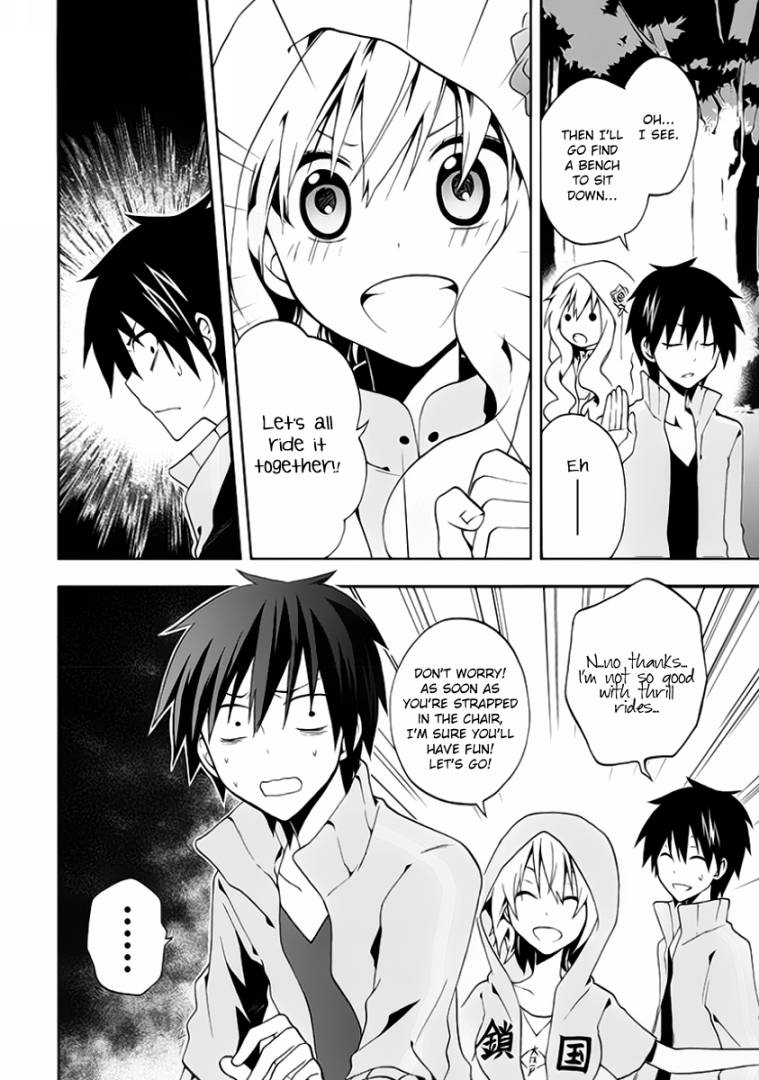 OH...
I SEE.
THEN I'LL
GO FIND
A BENCH
TO SIT
DOWN...
Eh
—
Let's all
ride it
together!!
N...no thanks...
I'm not so good
with thrill
rides...
DON'T WORRY!
AS SOON AS
YOU'RE STRAPPED
IN THE CHAIR,
I'M SURE YOU'LL
HAVE FUN!
LET'S GO!
鎖国
......